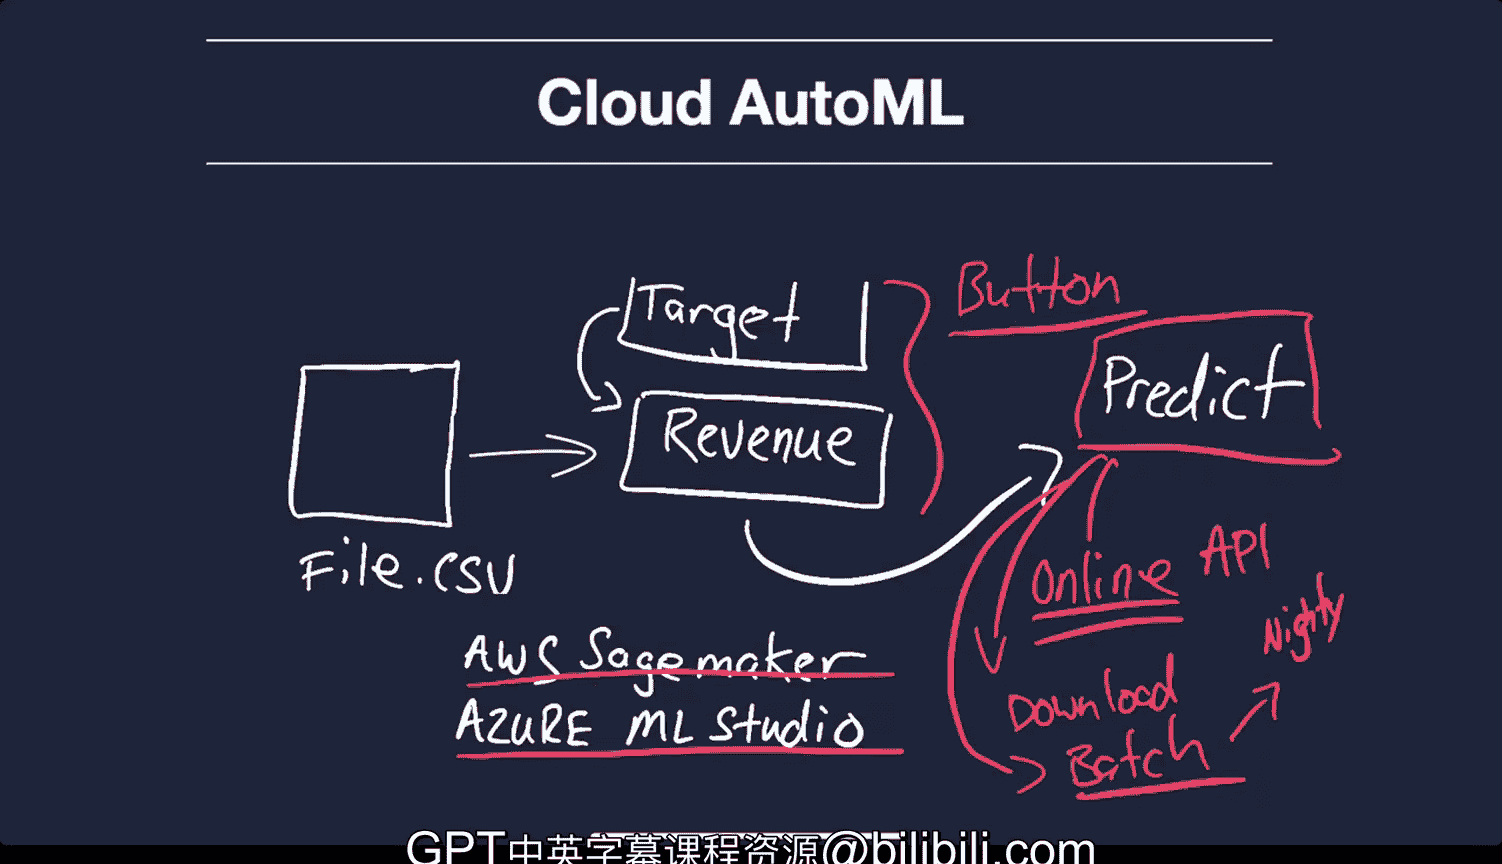 Cloud AutoML
Button
Target
Predict
Revenue
File.CSV
Online API
Nightly
AWS Sagemaker
Download
AZURE ML Studio
Batch
GPT中英字幕课程资源@bilibili.com